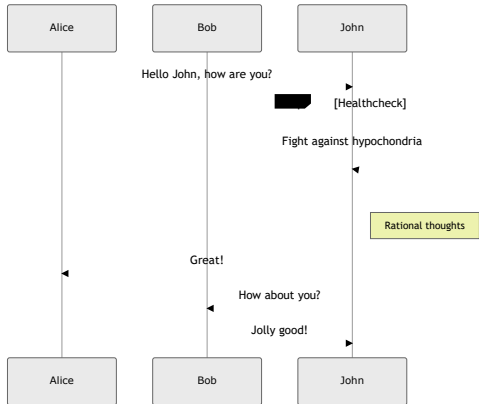 Alice
Bob
John
Hello John, how are you?
[Healthcheck]
Fight against hypochondria
Rational thoughts
Great!
How about you?
Jolly good!
Alice
Bob
John